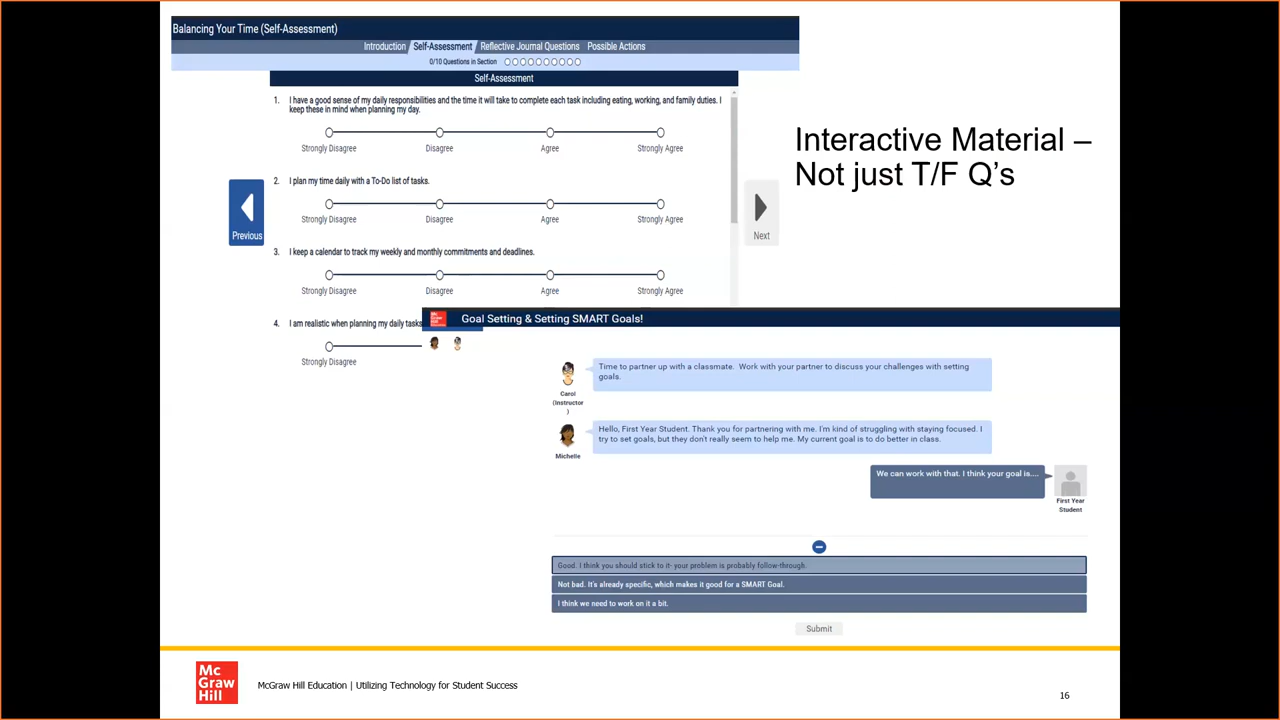 Balancing Your Time (Self-Assessment)
Introduction Self-Assessment Reflective Journal Questions Possible Actions
0/10 Questions in Section
Self-Assessment
1. I have a good sense of my daily responsibilities and the time it will take to complete each task including eating, working, and family duties. I
keep these in mind when planning my day.
Strongly Disagree Disagree Agree Strongly Agree
2. I plan my time daily with a To-Do list of tasks.
Strongly Disagree Disagree Agree Strongly Agree
3. I keep a calendar to track my weekly and monthly commitments and deadlines.
Strongly Disagree Disagree Agree Strongly Agree
4. I am realistic when planning my daily tasks
Strongly Disagree
Previous
Next
Interactive Material –
Not just T/F Q’s
Mc
Graw
Hill
Goal Setting & Setting SMART Goals!
Time to partner up with a classmate. Work with your partner to discuss your challenges with setting
goals.
Carol
(Instructor
)
Hello, First Year Student. Thank you for partnering with me. I'm kind of struggling with staying focused. I
try to set goals, but they don't really seem to help me. My current goal is to do better in class.
Michelle
We can work with that. I think your goal is....
First Year
Student
Good. I think you should stick to it- your problem is probably follow-through.
Not bad. It's already specific, which makes it good for a SMART Goal.
I think we need to work on it a bit.
Submit
Mc
Graw
Hill
McGraw Hill Education | Utilizing Technology for Student Success
16